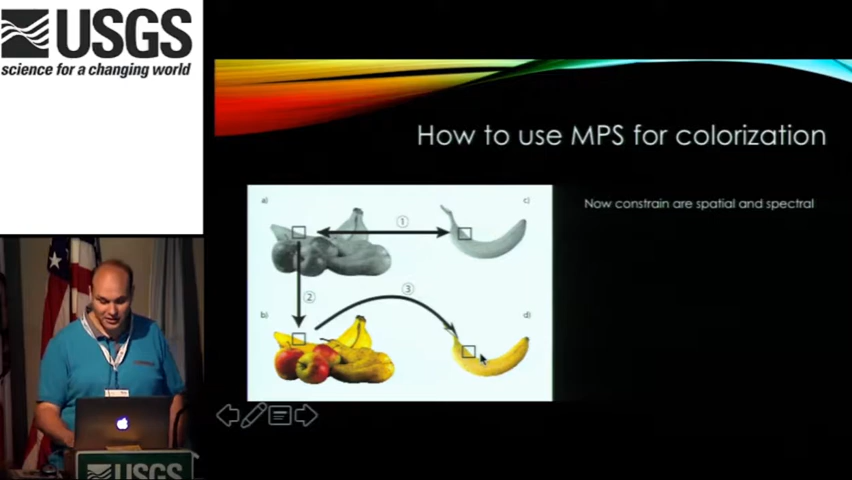 USGS
science for a changing world
How to use MPS for colorization
Now constrain are spatial and spectral
a)
c)
①
②
③
b)
d)
USGS